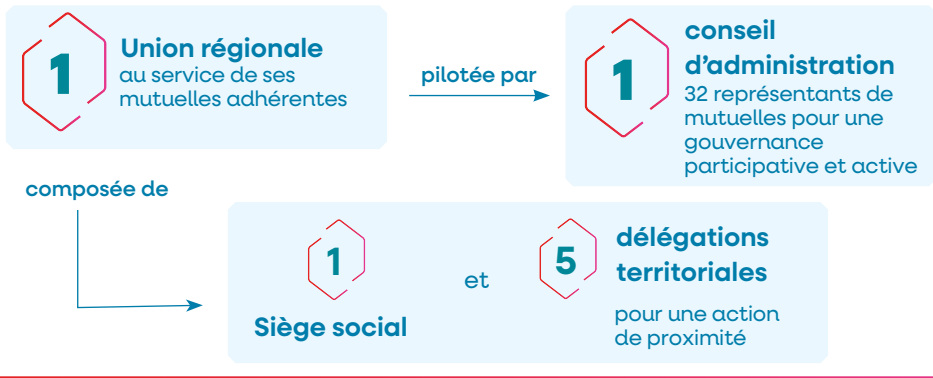 1
Union régionale
au service de ses
mutuelles adhérentes
pilotée par
1
conseil
d'administration
32 représentants de
mutuelles pour une
gouvernance
participative et active
composée de
1
Siège social
et
5
délégations
territoriales
pour une action
de proximité